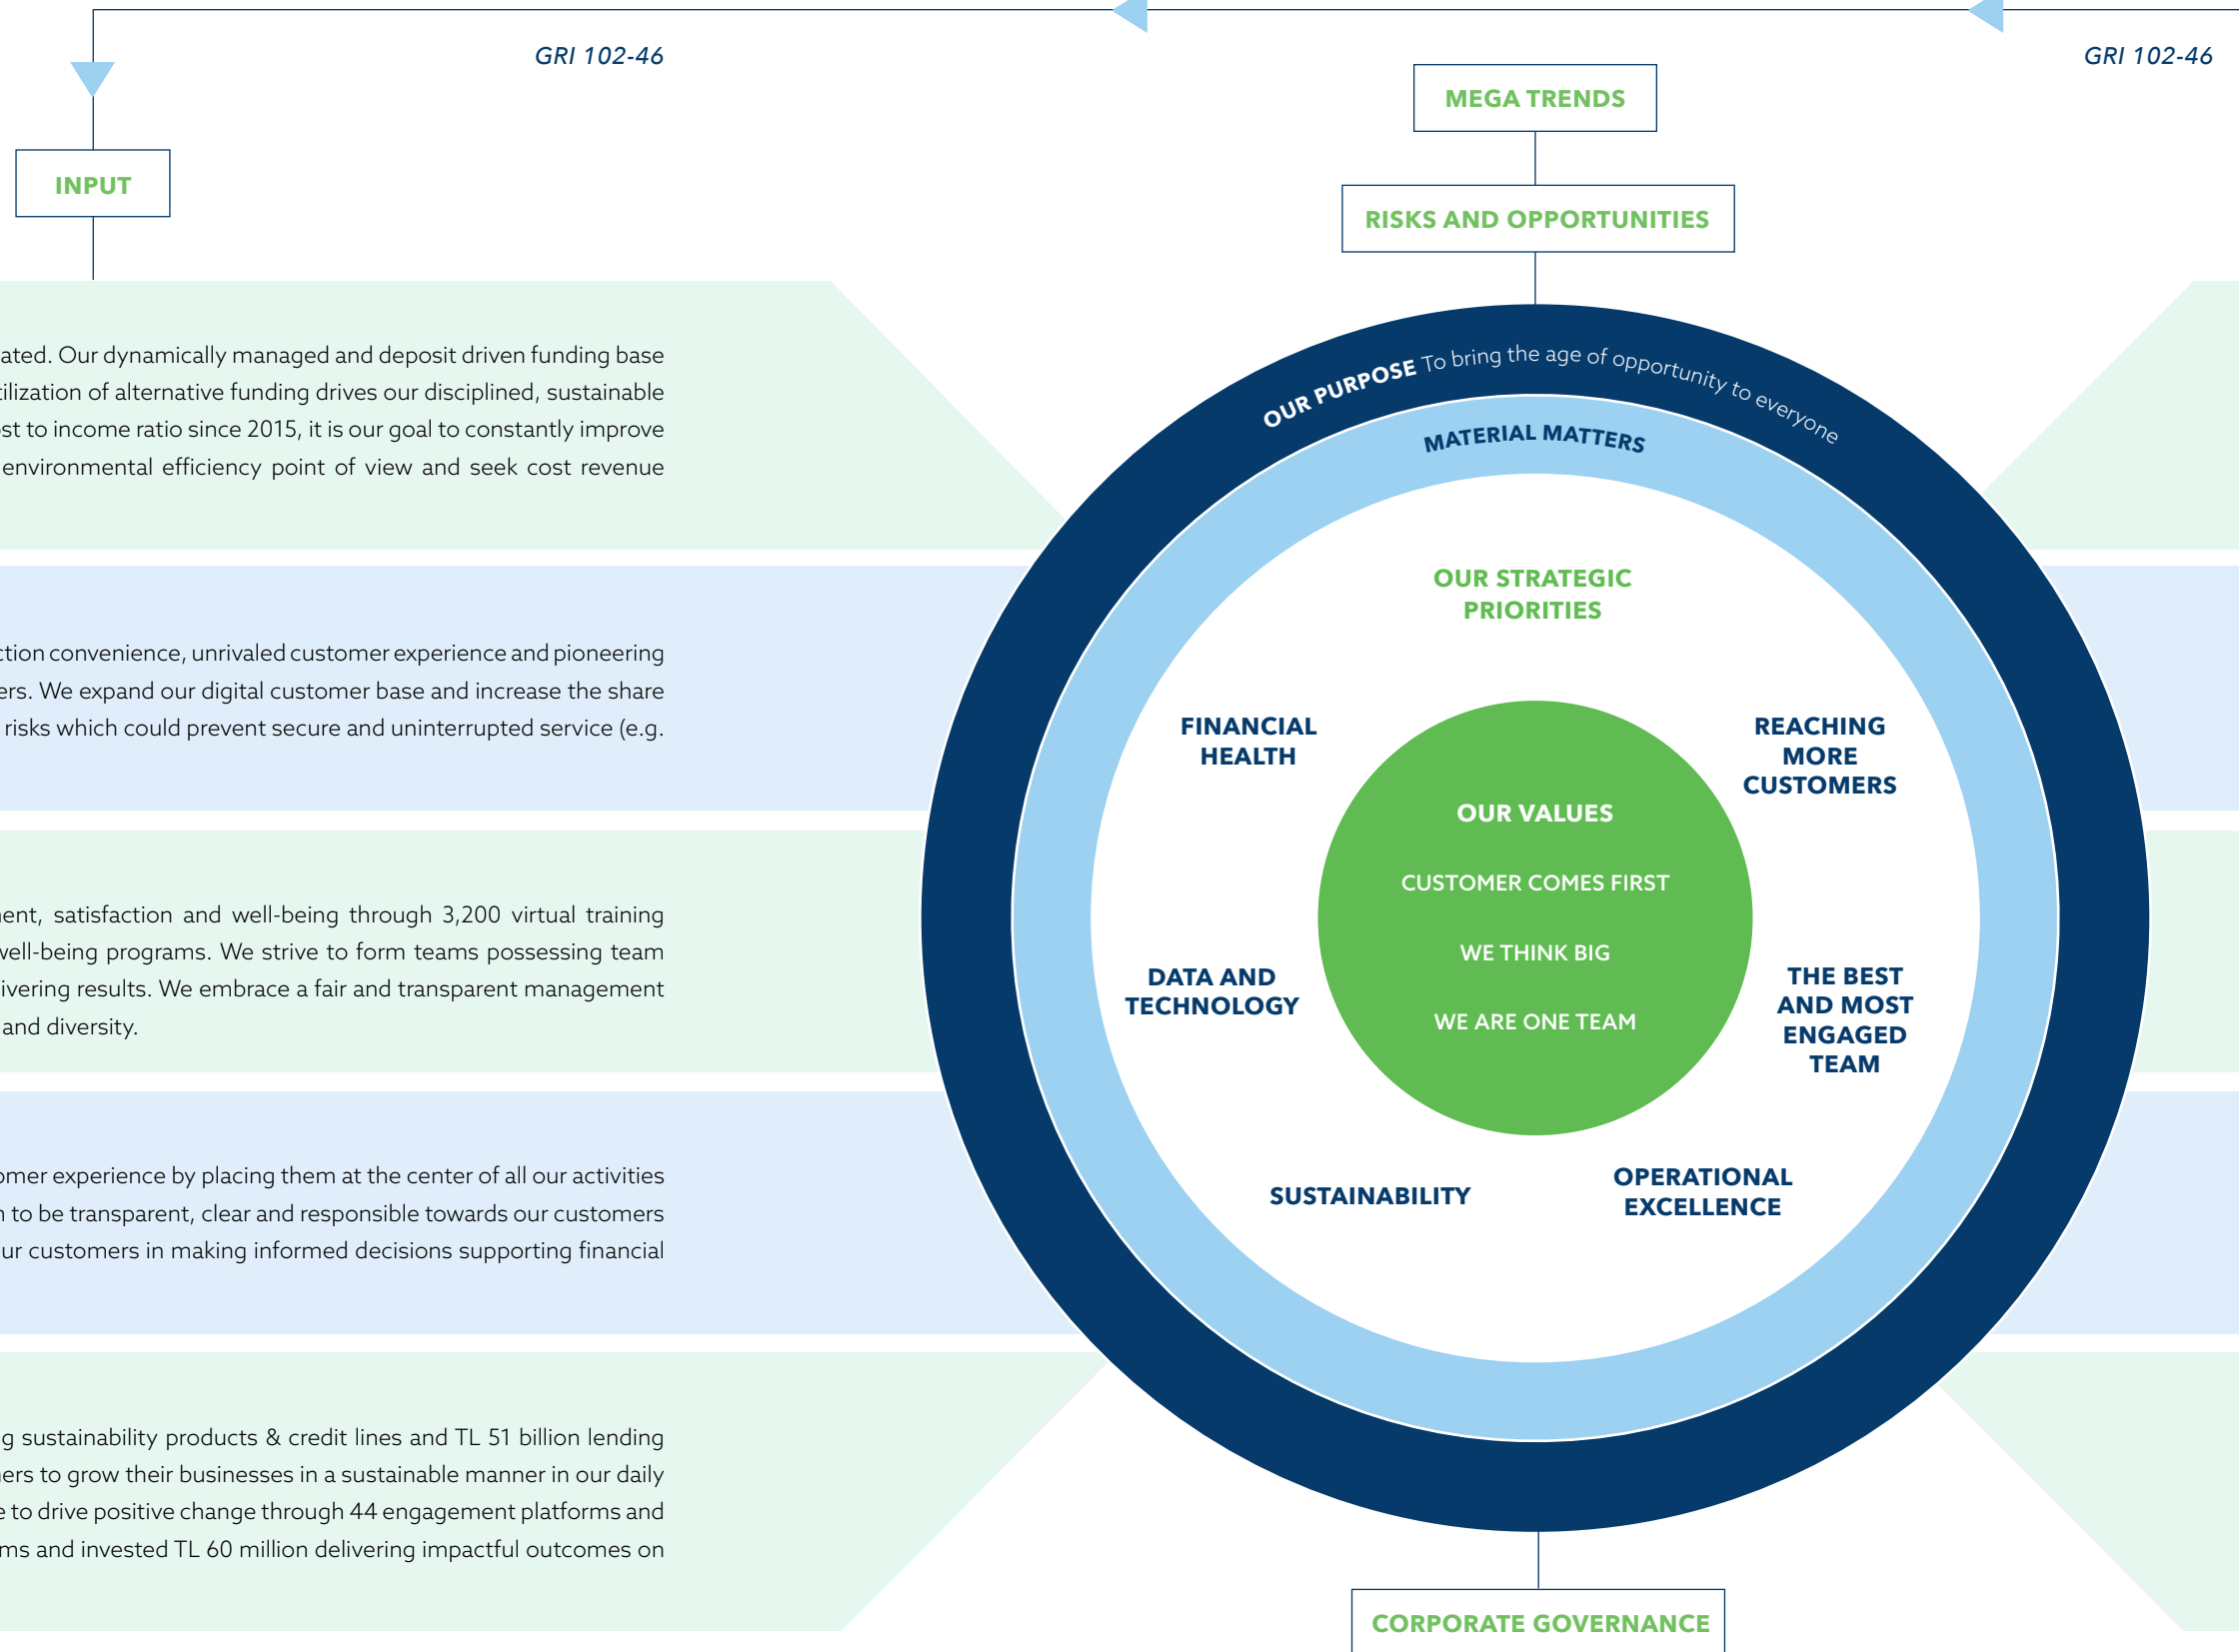 GRI 102-46
GRI 102-46
INPUT
MEGA TRENDS
RISKS AND OPPORTUNITIES
ated. Our dynamically managed and deposit driven funding base
tilization of alternative funding drives our disciplined, sustainable
ost to income ratio since 2015, it is our goal to constantly improve
environmental efficiency point of view and seek cost revenue
ction convenience, unrivaled customer experience and pioneering
ers. We expand our digital customer base and increase the share
risks which could prevent secure and uninterrupted service (e.g.
ment, satisfaction and well-being through 3,200 virtual training
well-being programs. We strive to form teams possessing team
ivering results. We embrace a fair and transparent management
and diversity.
omer experience by placing them at the center of all our activities
to be transparent, clear and responsible towards our customers
ur customers in making informed decisions supporting financial
g sustainability products & credit lines and TL 51 billion lending
ers to grow their businesses in a sustainable manner in our daily
e to drive positive change through 44 engagement platforms and
ms and invested TL 60 million delivering impactful outcomes on
OUR PURPOSE To bring the age of opportunity to everyone
MATERIAL MATTERS
OUR STRATEGIC
PRIORITIES
FINANCIAL
HEALTH
REACHING
MORE
CUSTOMERS
OUR VALUES
CUSTOMER COMES FIRST
WE THINK BIG
WE ARE ONE TEAM
DATA AND
TECHNOLOGY
THE BEST
AND MOST
ENGAGED
TEAM
SUSTAINABILITY
OPERATIONAL
EXCELLENCE
CORPORATE GOVERNANCE